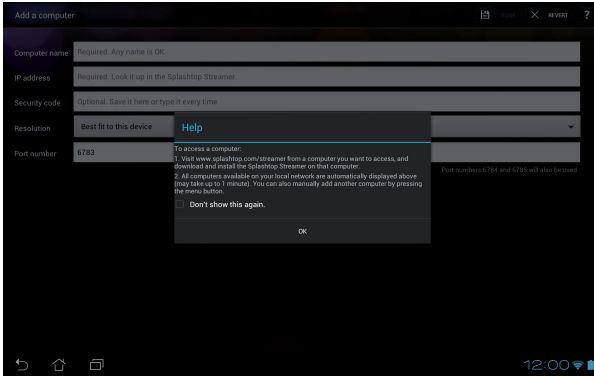 Add a computer
REVERT ?
Computer name Required. Any name is OK
IP address Required. Look it up in the Splashtop Streamer
Security code Optional. Save it here or type it every time
Resolution Best fit to this device
Port number 6783
Port numbers 6784 and 6785 will also be used.
Help
To access a computer:
1. Visit www.splashtop.com/streamer from a computer you want to access, and
download and install the Splashtop Streamer on that computer.
2. All computers available on your local network are automatically displayed above
(may take up to 1 minute). You can also manually add another computer by pressing
the menu button.
Don't show this again.
OK
12:00